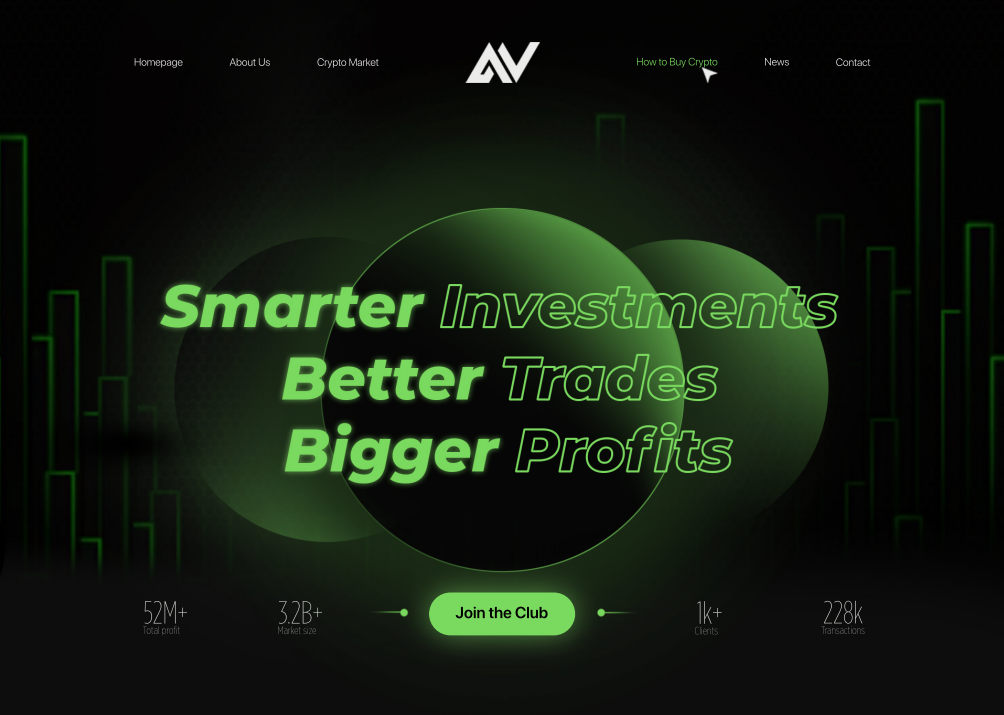 Homepage About Us Crypto Market AV How to Buy Crypto News Contact
Smarter Investments
Better Trades
Bigger Profits
52M+ 3.2B+ Join the Club 1k+ 228k
Total profit Market size Clients Transactions